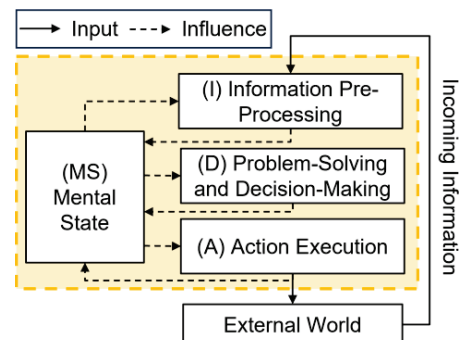 Input
Influence
(I) Information Pre-
Processing
(MS)
Mental
State
(D) Problem-Solving
and Decision-Making
(A) Action Execution
External World
Incoming Information